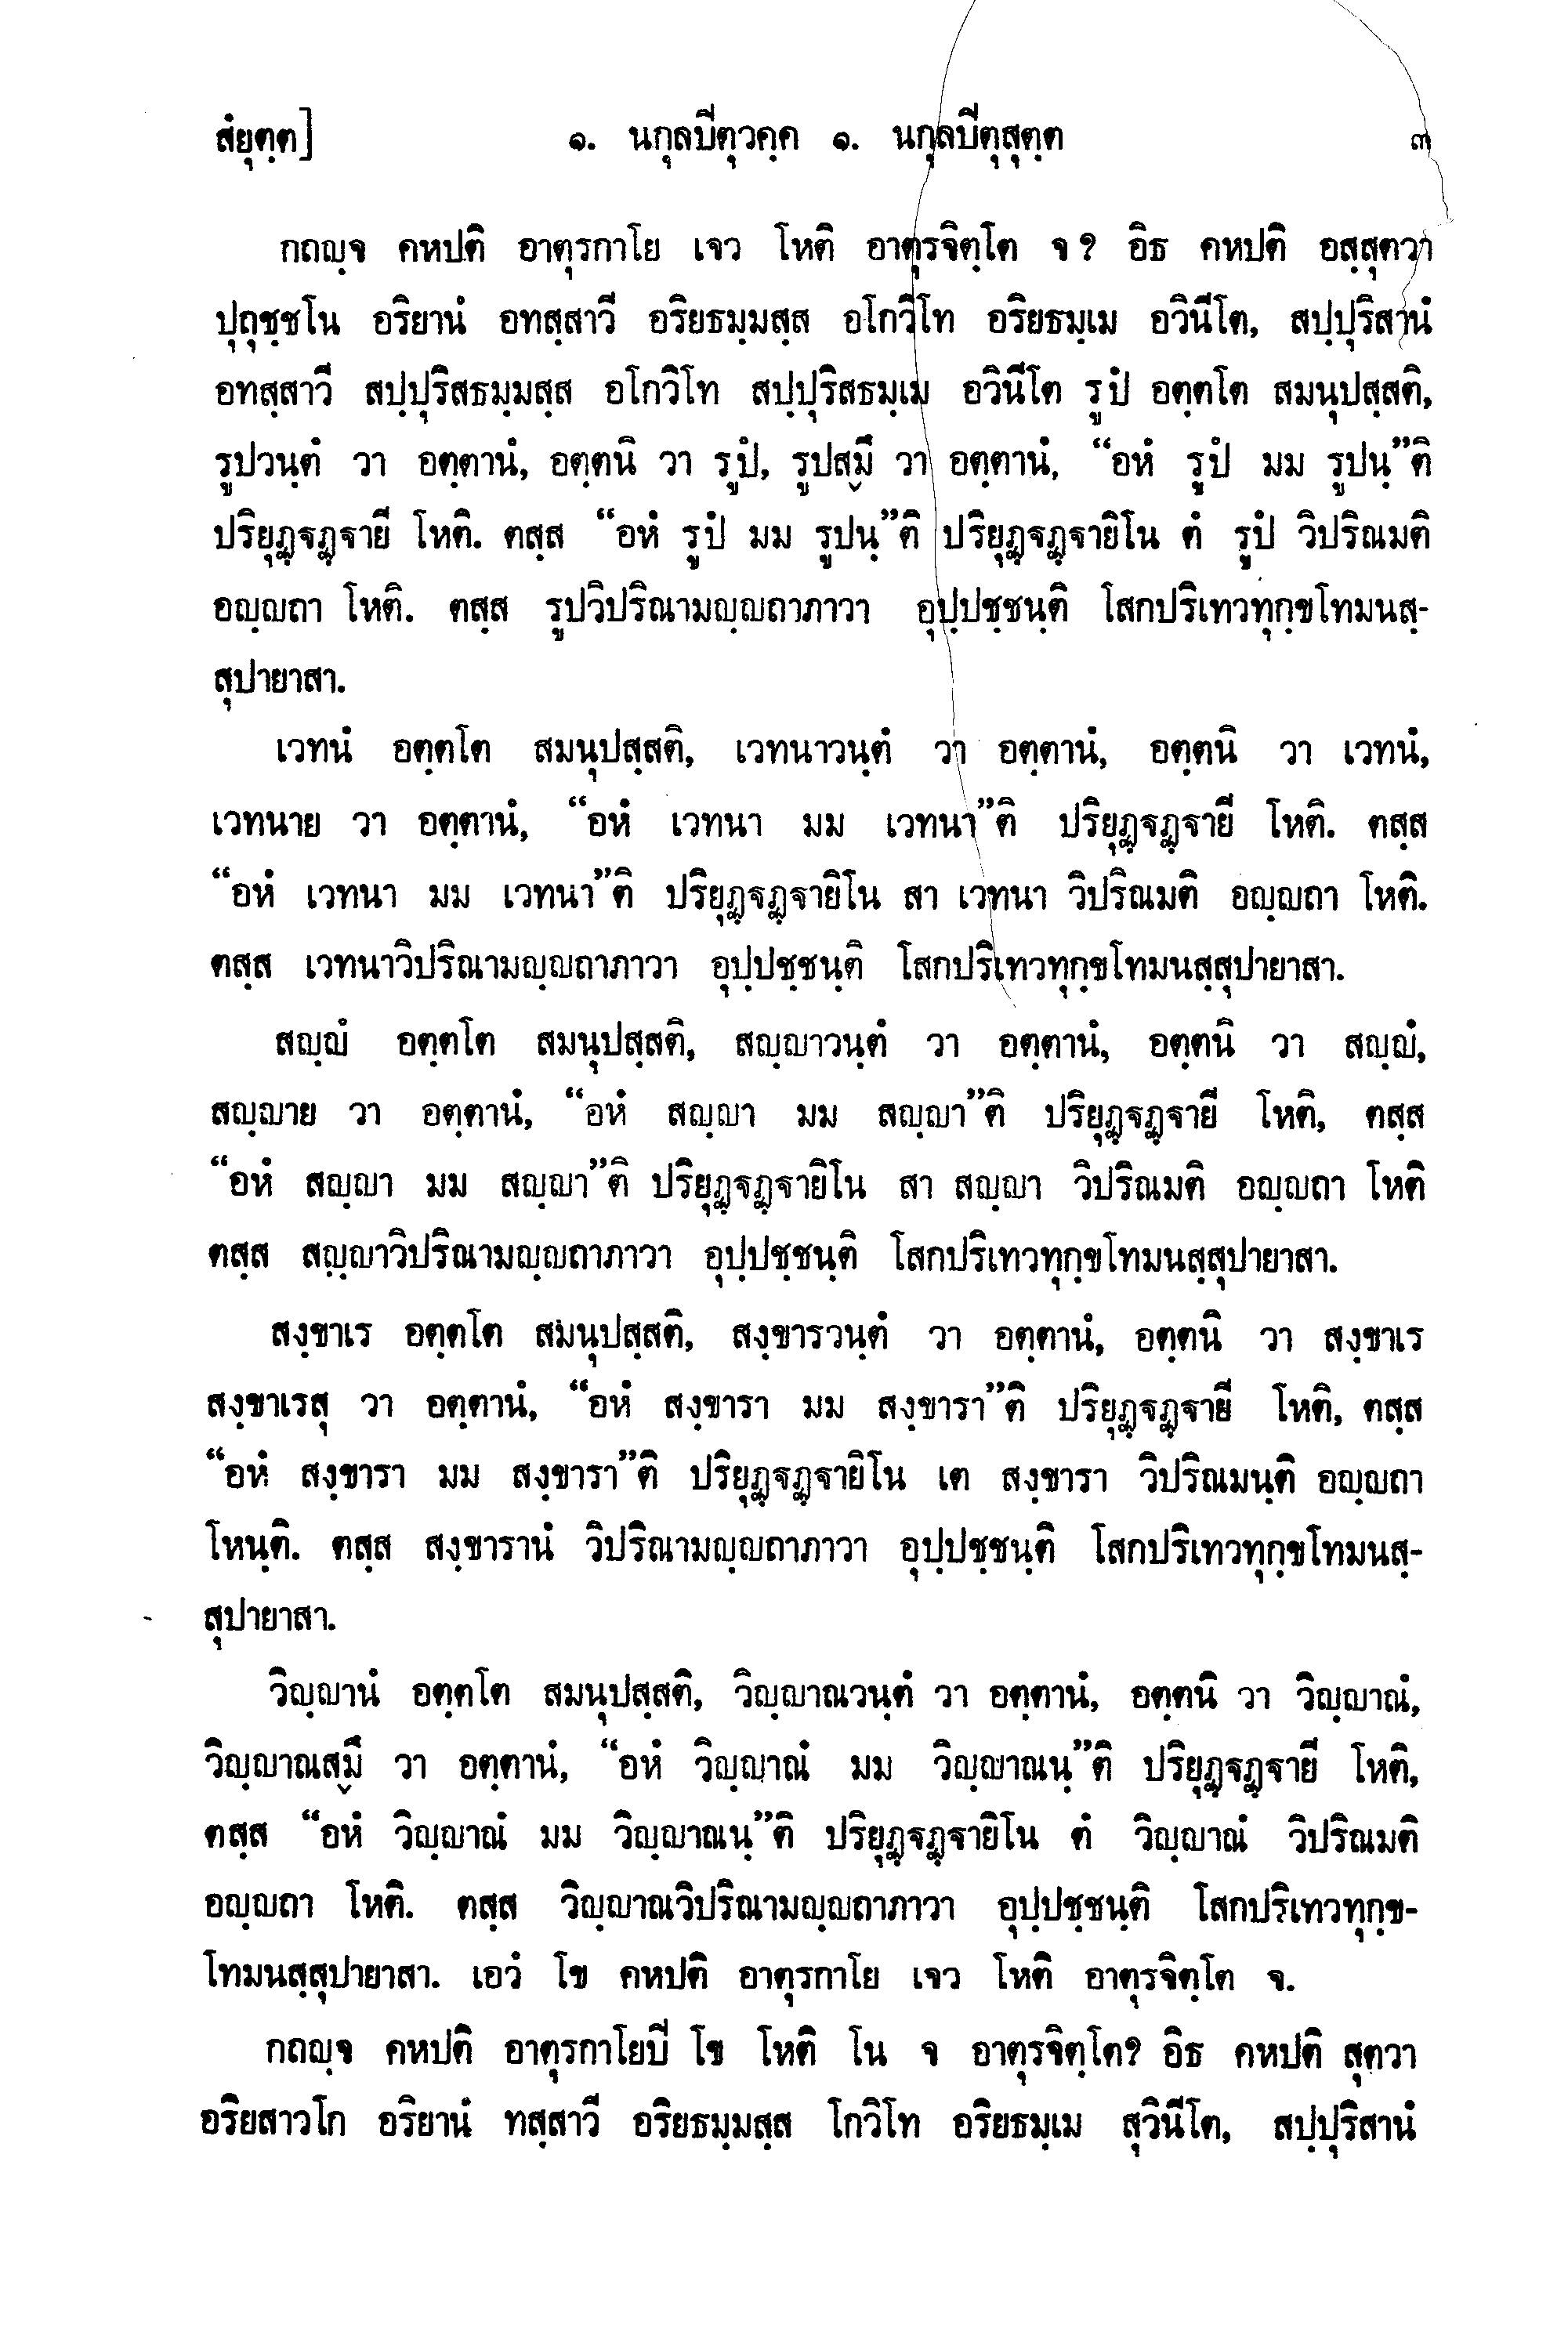 สํยุตฺต]
๑. นกุลปีตุวคฺค ๑. นกุลปีตุสุตฺต
๓
กถญฺจ คหปติ อาตุรกาโย เจว โหติ อาตุรจิตฺโต จ? อิธ คหปติ อสฺสุตวา
ปุถุชฺชโน อริยานํ อทสฺสาวี อริยธมฺมสฺส อโกวิโท อริยธมฺเม อวินีโต, สปฺปุริสานํ
อทสฺสาวี สปฺปุริสธมฺมสฺส อโกวิโท สปฺปุริสธมฺเม อวินีโต รูปํ อตฺตโต สมนุปสฺสติ,
รูปวนฺตํ วา อตฺตานํ, อตฺตนิ วา รูปํ, รูปสฺมึ วา อตฺตานํ, “อหํ รูปํ มม รูปนฺ”ติ
ปริยุฏฺฐฏฺฐายี โหติ. ตสฺส “อหํ รูปํ มม รูปนฺ”ติ ปริยุฏฺฐฏฺฐายิโน ตํ รูปํ วิปริณมติ
อญฺญถา โหติ. ตสฺส รูปวิปริณามญฺญถาภาวา อุปฺปชฺชนฺติ โสกปริเทวทุกฺขโทมนสฺ-
สุปายาสา.
เวทนํ อตฺตโต สมนุปสฺสติ, เวทนาวนฺตํ วา อตฺตานํ, อตฺตนิ วา เวทนํ,
เวทนาย วา อตฺตานํ, “อหํ เวทนา มม เวทนา”ติ ปริยุฏฺฐฏฺฐายี โหติ. ตสฺส
“อหํ เวทนา มม เวทนา”ติ ปริยุฏฺฐฏฺฐายิโน สา เวทนา วิปริณมติ อญฺญถา โหติ.
ตสฺส เวทนาวิปริณามญฺญถาภาวา อุปฺปชฺชนฺติ โสกปริเทวทุกฺขโทมนสฺสุปายาสา.
สญฺญํ อตฺตโต สมนุปสฺสติ, สญฺญาวนฺตํ วา อตฺตานํ, อตฺตนิ วา สญฺญํ,
สญฺญาย วา อตฺตานํ, “อหํ สญฺญา มม สญฺญา”ติ ปริยุฏฺฐฏฺฐายี โหติ, ตสฺส
“อหํ สญฺญา มม สญฺญา”ติ ปริยุฏฺฐฏฺฐายิโน สา สญฺญา วิปริณมติ อญฺญถา โหติ
ตสฺส สญฺญาวิปริณามญฺญถาภาวา อุปฺปชฺชนฺติ โสกปริเทวทุกฺขโทมนสฺสุปายาสา.
สงฺขาเร อตฺตโต สมนุปสฺสติ, สงฺขารวนฺตํ วา อตฺตานํ, อตฺตนิ วา สงฺขาเร
สงฺขาเรสุ วา อตฺตานํ, “อหํ สงฺขารา มม สงฺขารา”ติ ปริยุฏฺฐฏฺฐายี โหติ, ตสฺส
“อหํ สงฺขารา มม สงฺขารา”ติ ปริยุฏฺฐฏฺฐายิโน เต สงฺขารา วิปริณมนฺติ อญฺญถา
โหนฺติ. ตสฺส สงฺขารานํ วิปริณามญฺญถาภาวา อุปฺปชฺชนฺติ โสกปริเทวทุกฺขโทมนสฺ-
สุปายาสา.
วิญฺญานํ อตฺตโต สมนุปสฺสติ, วิญฺญาณวนฺตํ วา อตฺตานํ, อตฺตนิ วา วิญฺญาณํ,
วิญฺญาณสฺมึ วา อตฺตานํ, “อหํ วิญฺญาณํ มม วิญฺญาณนฺ”ติ ปริยุฏฺฐฏฺฐายี โหติ,
ตสฺส “อหํ วิญฺญาณํ มม วิญฺญาณนฺ”ติ ปริยุฏฺฐฏฺฐายิโน ตํ วิญฺญาณํ วิปริณมติ
อญฺญถา โหติ. ตสฺส วิญฺญาณวิปริณามญฺญถาภาวา อุปฺปชฺชนฺติ โสกปริเทวทุกฺข-
โทมนสฺสุปายาสา. เอวํ โข คหปติ อาตุรกาโย เจว โหติ อาตุรจิตฺโต จ.
กถญฺจ คหปติ อาตุรกาโยปี โข โหติ โน จ อาตุรจิตฺโต? อิธ คหปติ สุตวา
อริยสาวโก อริยานํ ทสฺสาวี อริยธมฺมสฺส โกวิโท อริยธมฺเม สุวินีโต, สปฺปุริสานํ